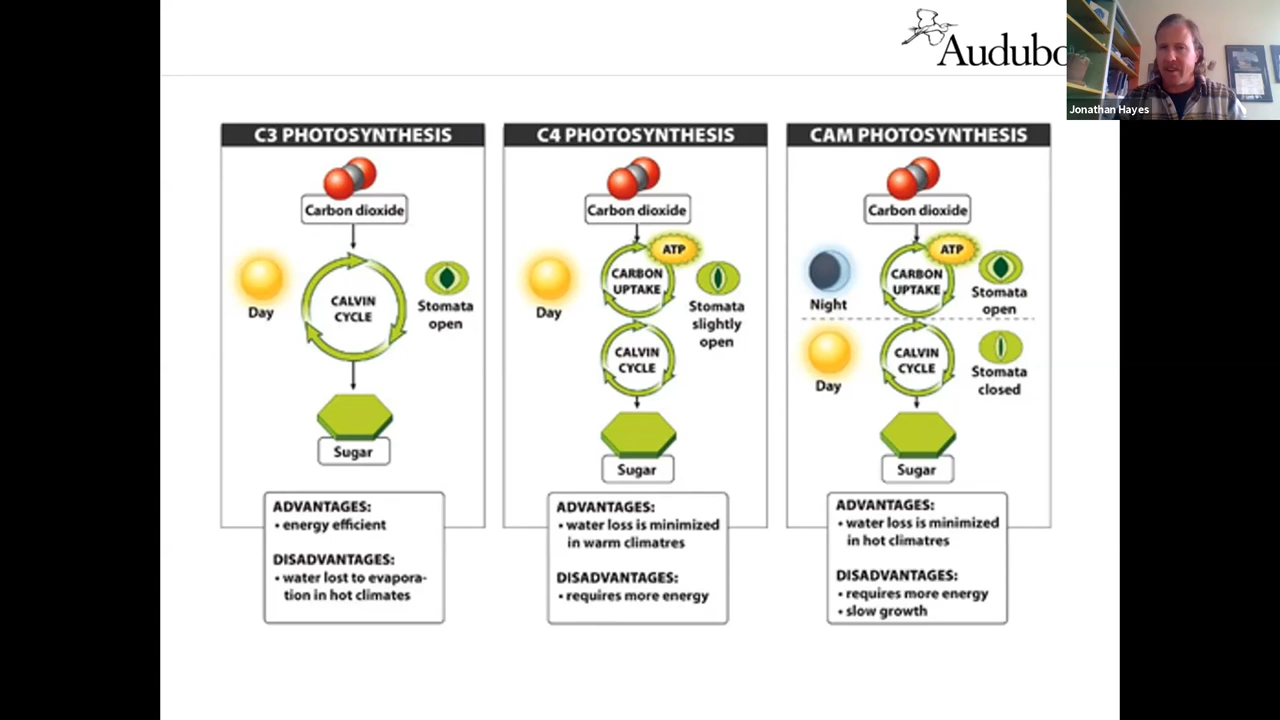 Audubo
Jonathan Hayes
C3 PHOTOSYNTHESIS
Carbon dioxide
Day
CALVIN
CYCLE
Stomata
open
Sugar
ADVANTAGES:
• energy efficient
DISADVANTAGES:
• water lost to evapora-
tion in hot climates
C4 PHOTOSYNTHESIS
Carbon dioxide
ATP
Day
CARBON
UPTAKE
Stomata
slightly
open
CALVIN
CYCLE
Sugar
ADVANTAGES:
• water loss is minimized
in warm climatres
DISADVANTAGES:
• requires more energy
CAM PHOTOSYNTHESIS
Carbon dioxide
ATP
Night
CARBON
UPTAKE
Stomata
open
Day
CALVIN
CYCLE
Stomata
closed
Sugar
ADVANTAGES:
• water loss is minimized
in hot climatres
DISADVANTAGES:
• requires more energy
• slow growth